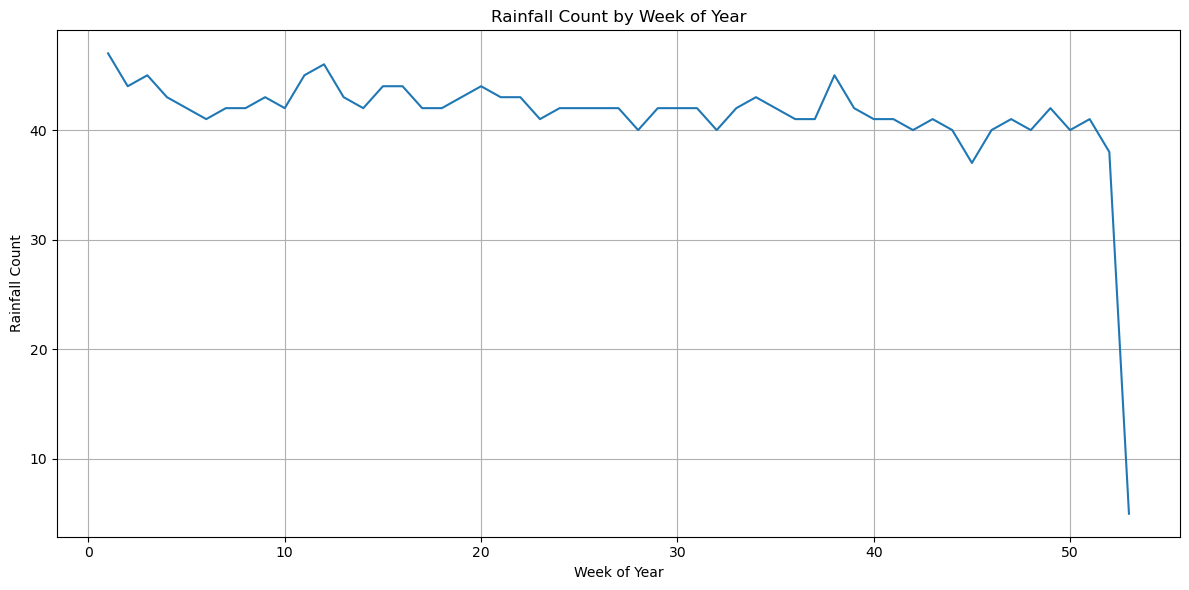 Rainfall Count by Week of Year
Rainfall Count
40
30
20
10
0 10 20 30 40 50
Week of Year